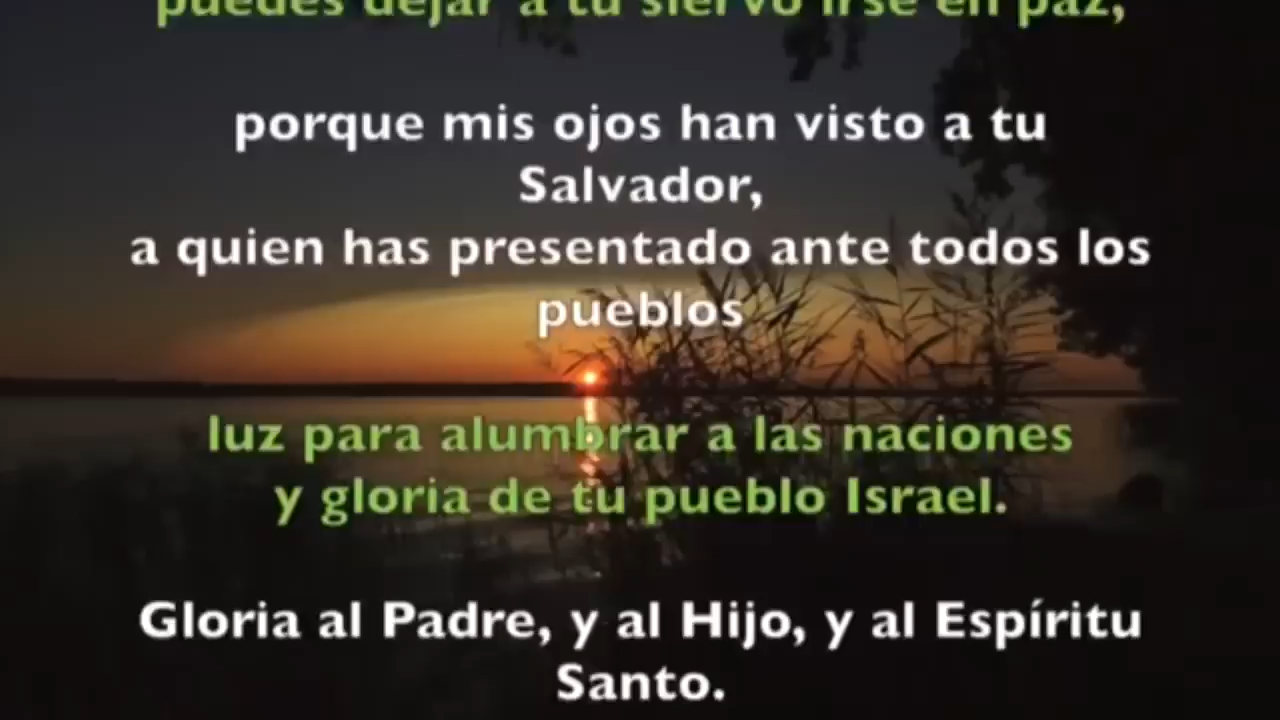 puedes dejar a tu siervo irse en paz,
porque mis ojos han visto a tu
Salvador,
a quien has presentado ante todos los
pueblos
luz para alumbrar a las naciones
y gloria de tu pueblo Israel.
Gloria al Padre, y al Hijo, y al Espíritu
Santo.